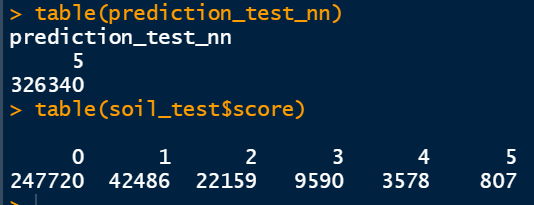 > table(prediction_test_nn)
prediction_test_nn
5
326340
> table(soil_test$score)
0 1 2 3 4 5
247720 42486 22159 9590 3578 807
>